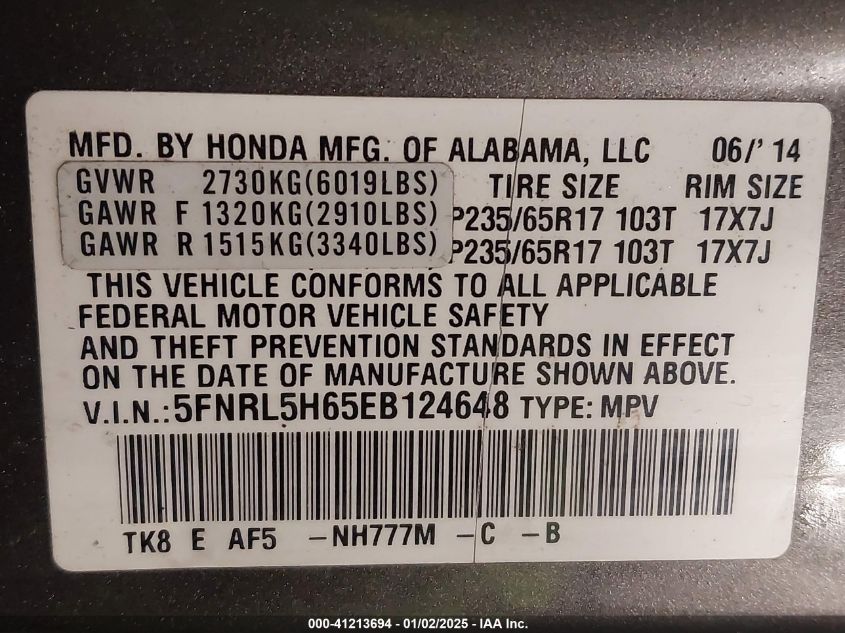 MFD. BY HONDA MFG. OF ALABAMA, LLC 06/' 14
GVWR 2730KG(6019LBS) TIRE SIZE RIM SIZE
GAWR F 1320KG(2910LBS) P235/65R17 103T 17X7J
GAWR R 1515KG(3340LBS) P235/65R17 103T 17X7J
THIS VEHICLE CONFORMS TO ALL APPLICABLE
FEDERAL MOTOR VEHICLE SAFETY
AND THEFT PREVENTION STANDARDS IN EFFECT
ON THE DATE OF MANUFACTURE SHOWN ABOVE.
V.I.N.: 5FNRL5H65EB124648 TYPE: MPV
TK8 E AF5 -NH777M -C -B
000-41213694 - 01/02/2025 - IAA Inc.